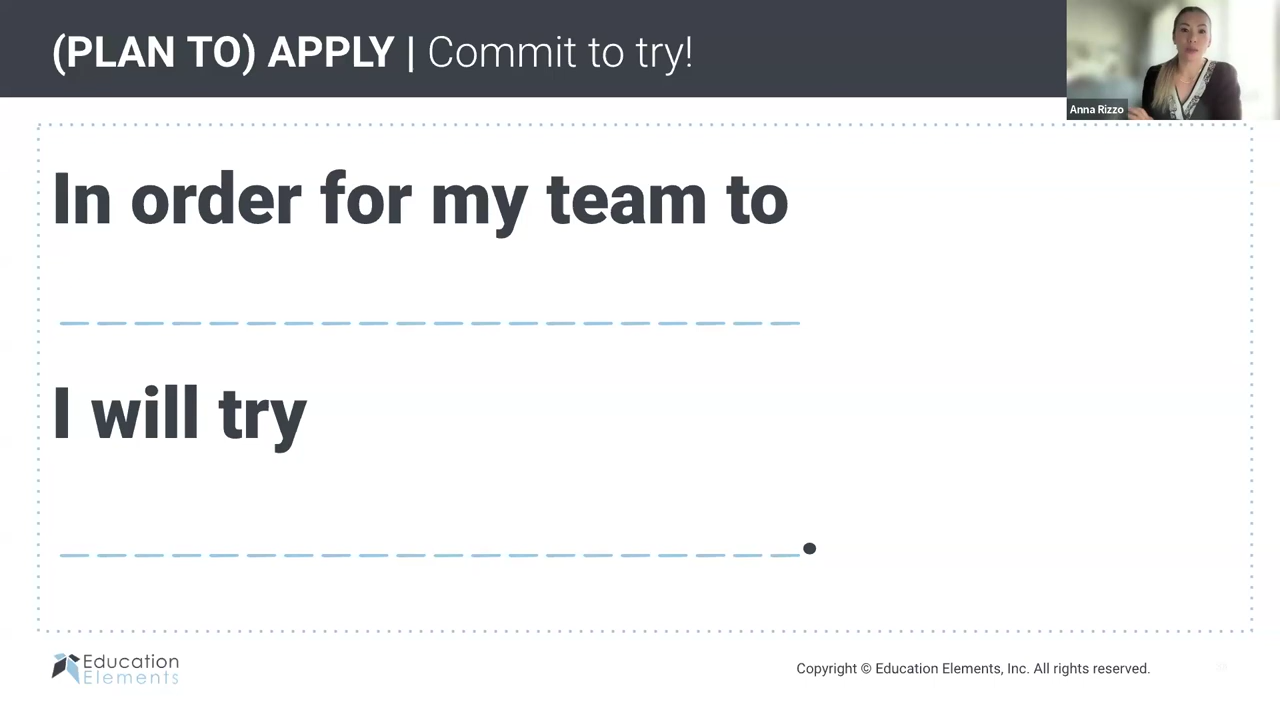 (PLAN TO) APPLY | Commit to try!
Anna Rizzo
In order for my team to
I will try
.
Education
Elements
Copyright © Education Elements, Inc. All rights reserved.